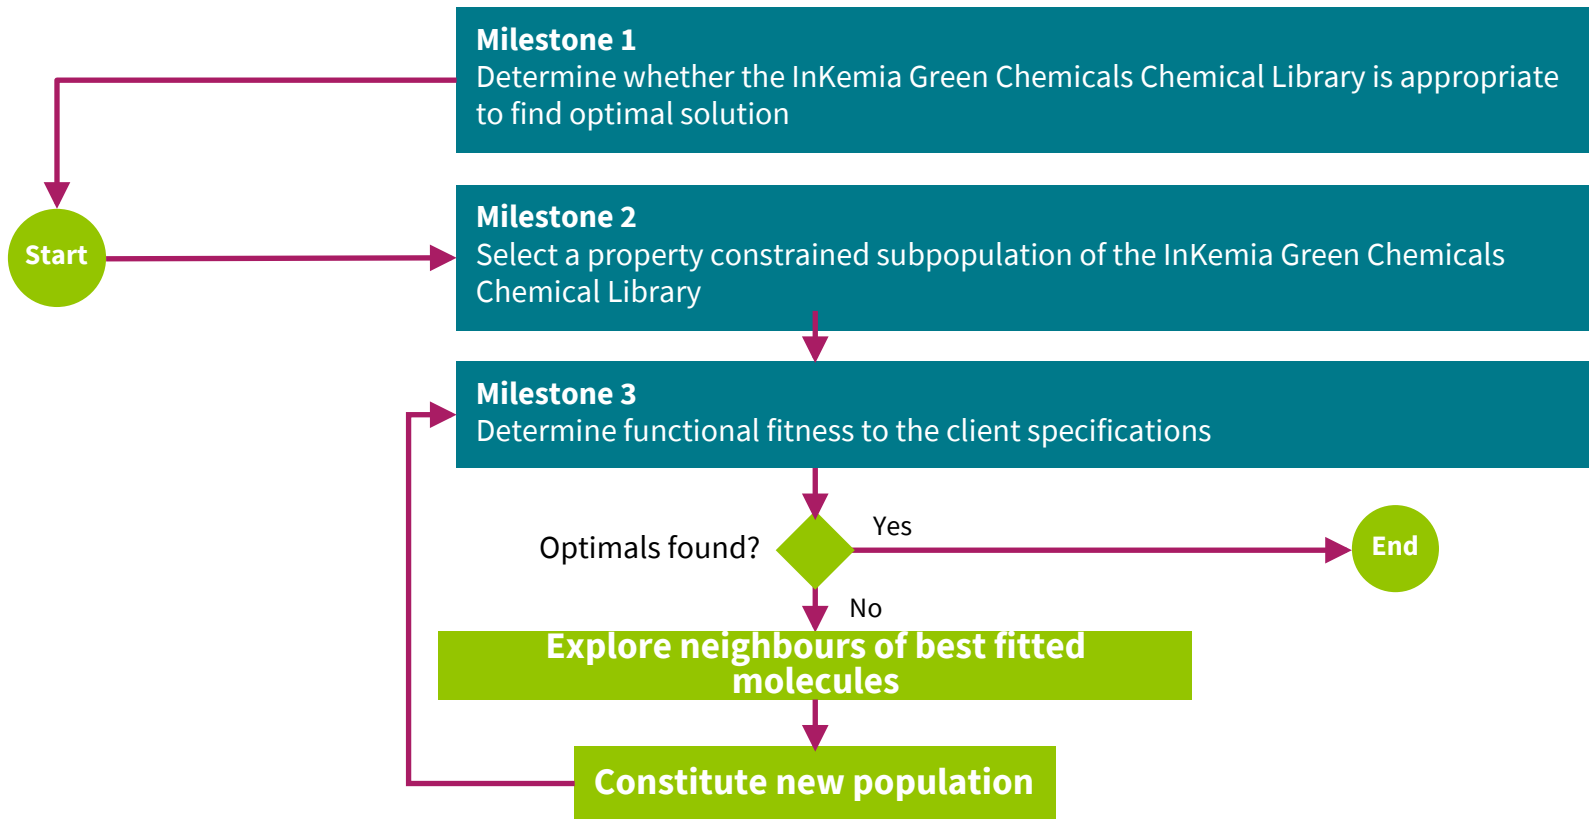 Milestone 1
Determine whether the InKemia Green Chemicals Chemical Library is appropriate
to find optimal solution
Start
Milestone 2
Select a property constrained subpopulation of the InKemia Green Chemicals
Chemical Library
Milestone 3
Determine functional fitness to the client specifications
Optimals found?
Yes
End
No
Explore neighbours of best fitted
molecules
Constitute new population